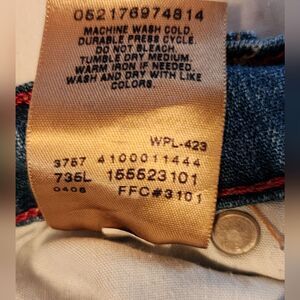 052176974814
MACHINE WASH COLD.
DURABLE PRESS CYCLE.
DO NOT BLEACH.
TUMBLE DRY MEDIUM.
WARM IRON IF NEEDED.
WASH AND DRY WITH LIKE
COLORS.
WPL-423
3757 4100011444
735L 155523101
0406 FFC#3101